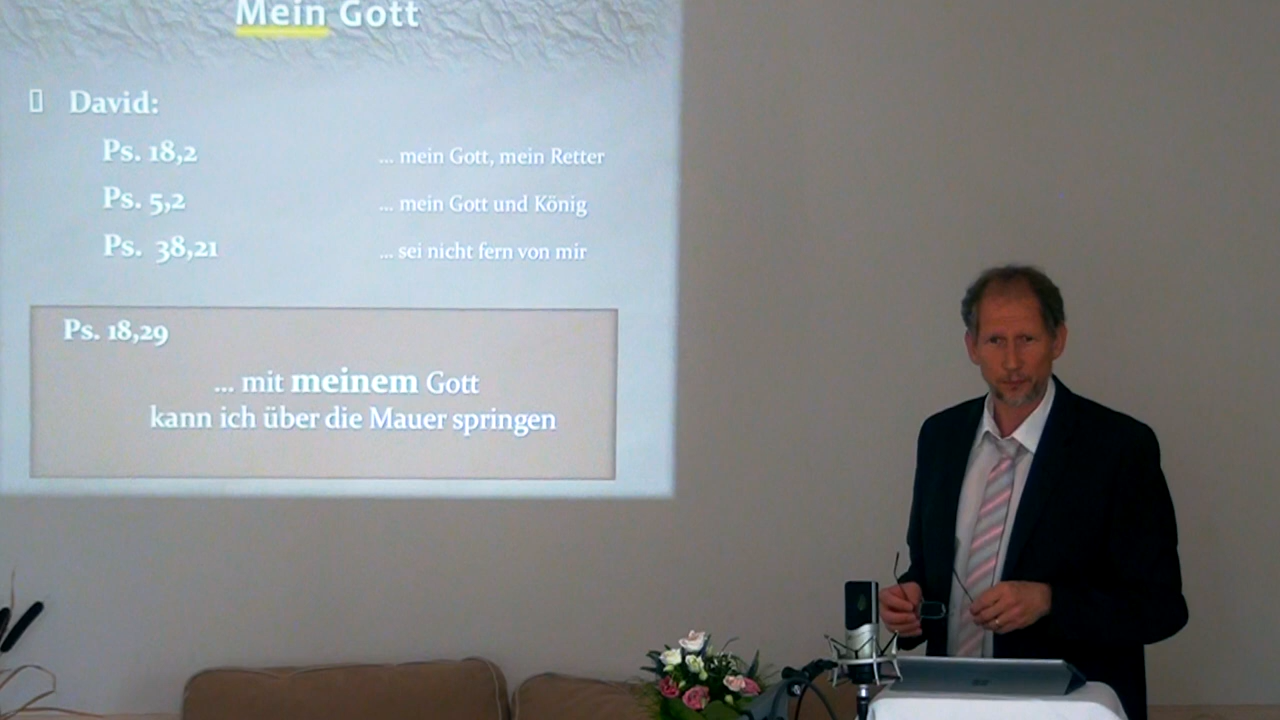 Mein Gott
David:
Ps. 18,2 ... mein Gott, mein Retter
Ps. 5,2 ... mein Gott und König
Ps. 38,21 ... sei nicht fern von mir
Ps. 18,29
... mit meinem Gott
kann ich über die Mauer springen